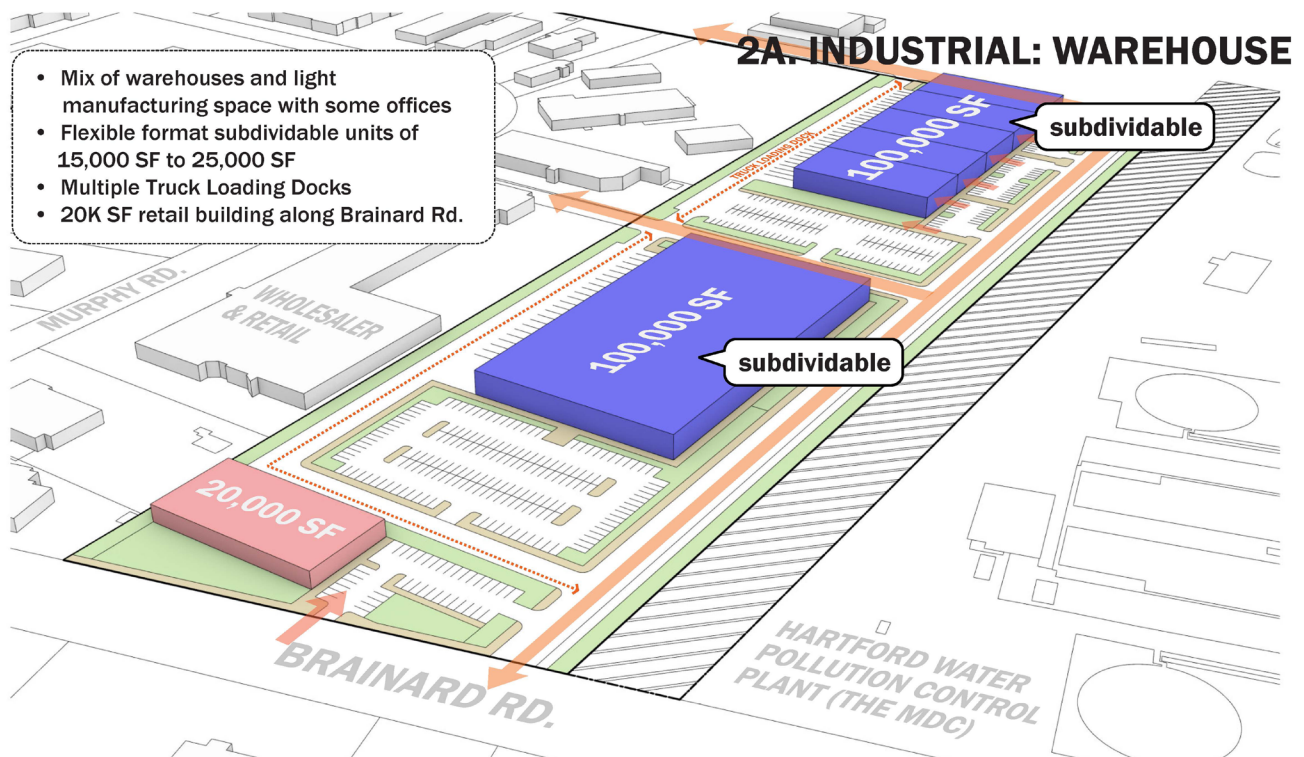 2A. INDUSTRIAL: WAREHOUSE
• Mix of warehouses and light
manufacturing space with some offices
• Flexible format subdividable units of
15,000 SF to 25,000 SF
• Multiple Truck Loading Docks
• 20K SF retail building along Brainard Rd.
100,000 SF
subdividable
TRUCK LOADING DOCK
MURPHY RD.
WHOLESALER
& RETAIL
100,000 SF
subdividable
20,000 SF
BRAINARD RD.
HARTFORD WATER
POLLUTION CONTROL
PLANT (THE MDC)